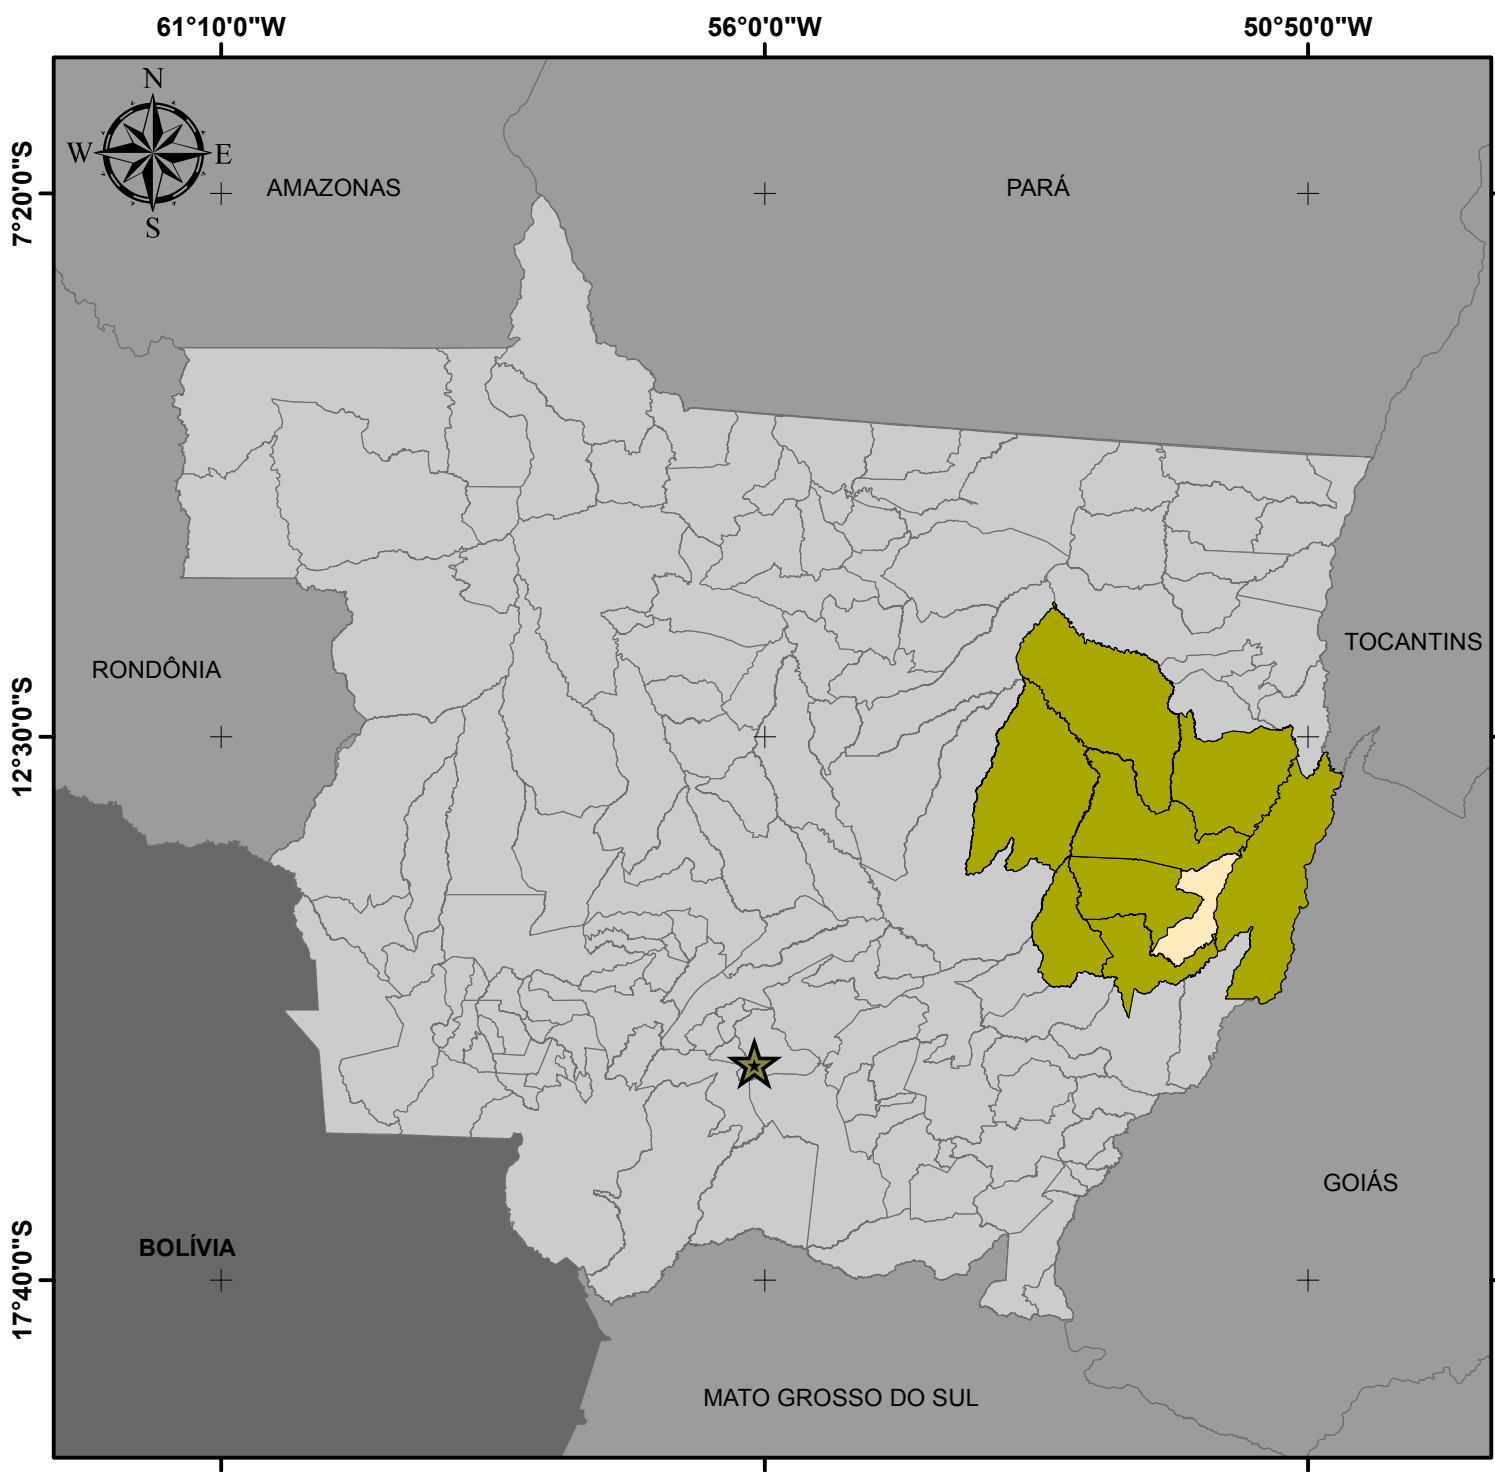 61°10'0"W 56°0'0"W 50°50'0"W
N
W E
S
7°20'0"S
AMAZONAS
PARÁ
12°30'0"S
RONDÔNIA
TOCANTINS
GOIÁS
BOLÍVIA
17°40'0"S
MATO GROSSO DO SUL